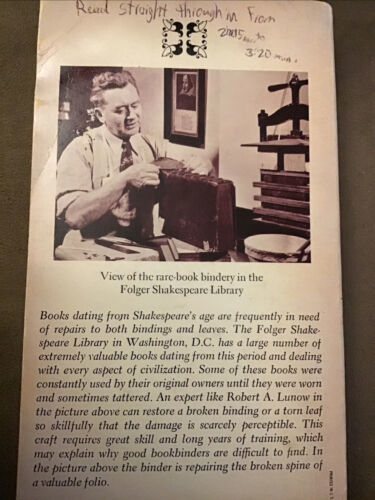 Read straight through in From
to
3:20
View of the rare-book bindery in the
Folger Shakespeare Library
Books dating from Shakespeare's age are frequently in need
of repairs to both bindings and leaves. The Folger Shake-
speare Library in Washington, D.C. has a large number of
extremely valuable books dating from this period and dealing
with every aspect of civilization. Some of these books were
constantly used by their original owners until they were worn
and sometimes tattered. An expert like Robert A. Lunow in
the picture above can restore a broken binding or a torn leaf
so skillfully that the damage is scarcely perceptible. This
craft requires great skill and long years of training, which
may explain why good bookbinders are difficult to find. In
the picture above the binder is repairing the broken spine of
a valuable folio.